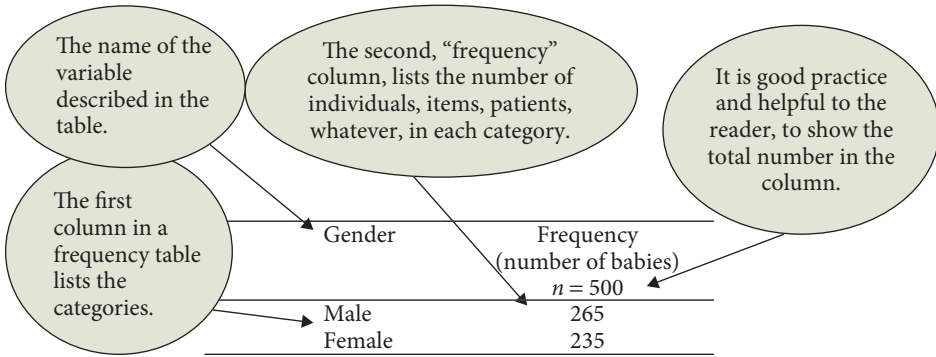 The name of the
variable
described in the
table.
The second, “frequency”
column, lists the number of
individuals, items, patients,
whatever, in each category.
It is good practice
and helpful to the
reader, to show the
total number in the
column.
The first
column in a
frequency table
lists the
categories.
Gender Frequency
(number of babies)
n = 500
Male 265
Female 235